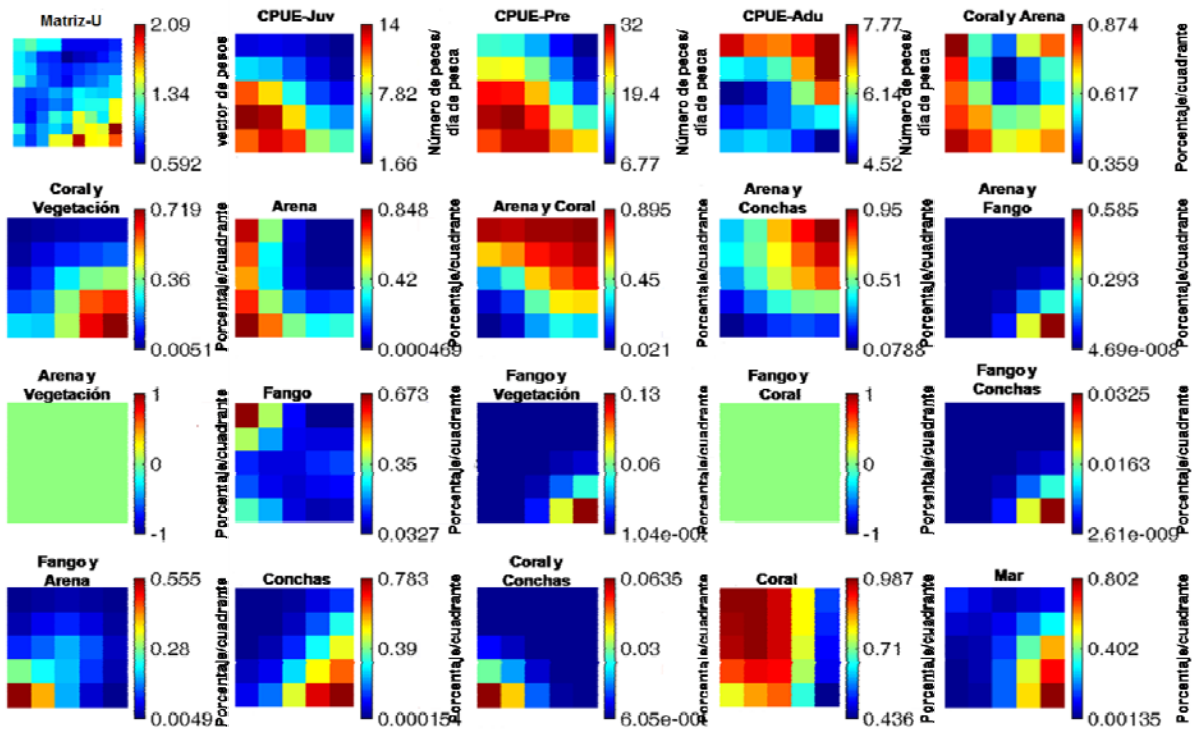 Matriz-U
2.09
1.34
0.592
vector de pesos
CPUE-Juv
14
7.82
1.66
Número de peces/
día de pesca
CPUE-Pre
32
19.4
6.77
Número de peces/
día de pesca
CPUE-Adu
7.77
6.14
4.52
Número de peces/
día de pesca
Coral y Arena
0.874
0.617
0.359
Porcentaje/cuadrante
Coral y
Vegetación
0.719
0.36
0.0051
Porcentaje/cuadrante
Arena
0.848
0.42
0.000469
Porcentaje/cuadrante
Arena y Coral
0.895
0.45
0.021
Porcentaje/cuadrante
Arena y
Conchas
0.95
0.51
0.0788
Porcentaje/cuadrante
Arena y
Fango
0.585
0.293
4.69e-008
Porcentaje/cuadrante
Arena y
Vegetación
1
0
-1
Porcentaje/cuadrante
Fango
0.673
0.35
0.0327
Porcentaje/cuadrante
Fango y
Vegetación
0.13
0.06
Porcentaje/cuadrante
Fango y
Coral
1
0
-1
Porcentaje/cuadrante
Fango y
Conchas
0.0325
0.0163
2.61e-009
Porcentaje/cuadrante
Fango y
Arena
0.555
0.28
0.0049
Porcentaje/cuadrante
Conchas
0.783
0.39
0.000154
Porcentaje/cuadrante
Coral y
Conchas
0.0635
0.03
Porcentaje/cuadrante
Coral
0.987
0.71
0.436
Porcentaje/cuadrante
Mar
0.802
0.4
0.00135
Porcentaje/cuadrante